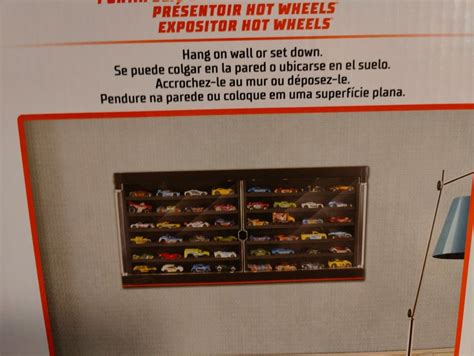 PRÉSENTOIR HOT WHEELS
EXPOSITOR HOT WHEELS
Hang on wall or set down.
Se puede colgar en la pared o ubicarse en el suelo.
Accrochez-le au mur ou déposez-le.
Pendure na parede ou coloque em uma superfície plana.